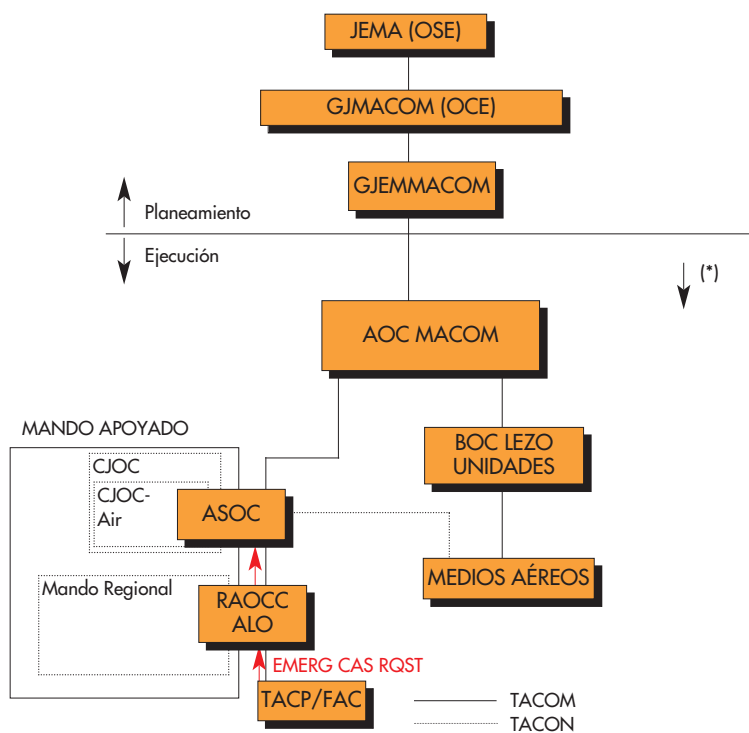 JEMA (OSE)
GJMACOM (OCE)
GJEMMACOM
Planeamiento
Ejecución
(*)
AOC MACOM
MANDO APOYADO
CJOC
CJOC-
Air
ASOC
BOC LEZO
UNIDADES
MEDIOS AÉREOS
Mando Regional
RAOCC
ALO
EMERG CAS RQST
TACP/FAC
TACOM
TACON